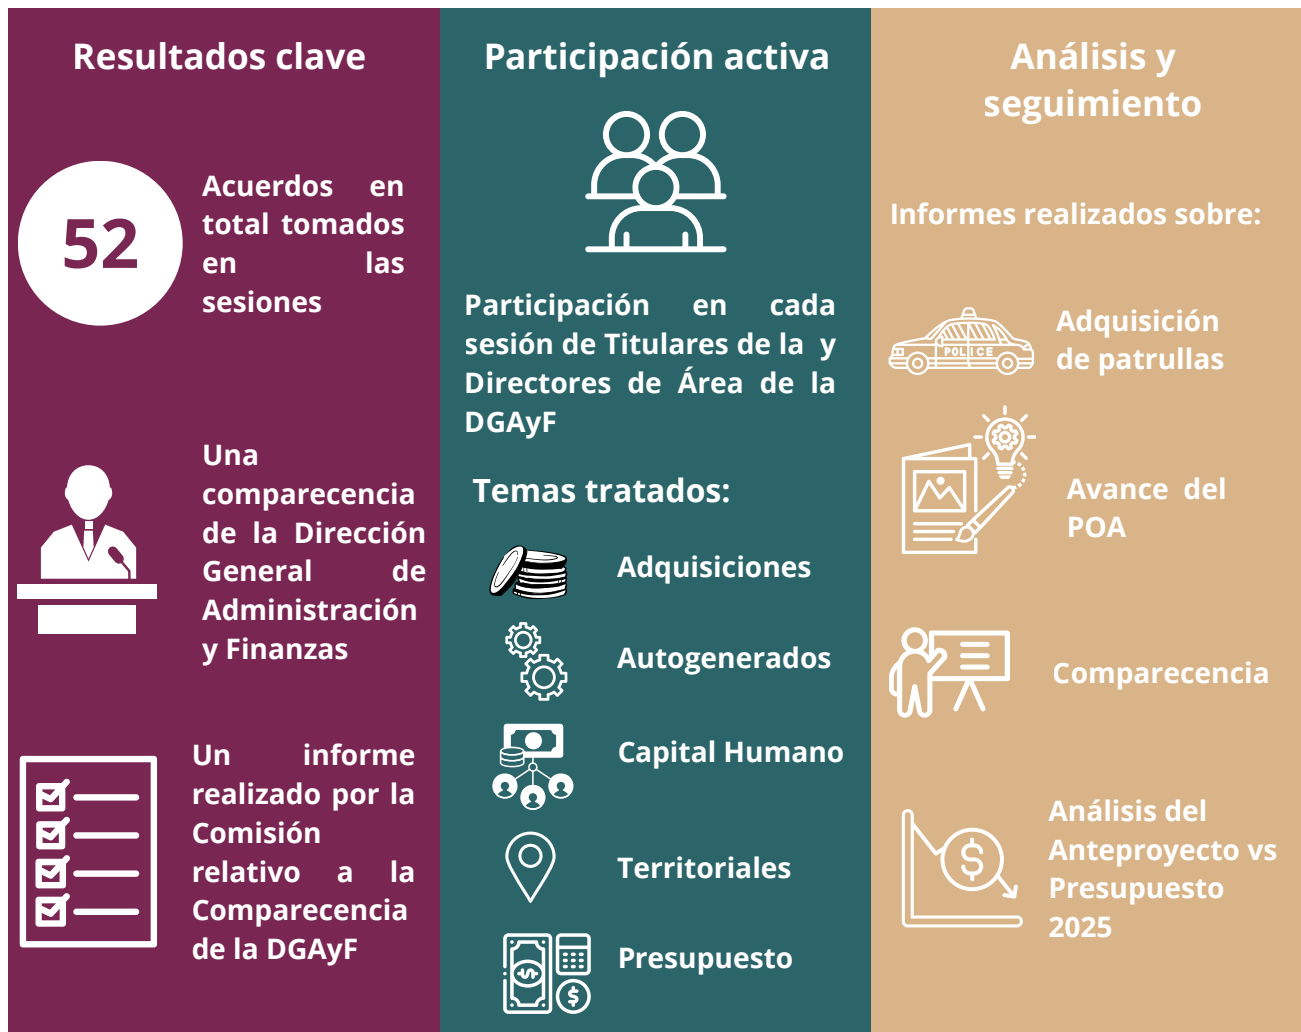 Resultados clave
52
Acuerdos en
total tomados
en las
sesiones
Una
comparecencia
de la Dirección
General de
Administración
y Finanzas
Un informe
realizado por la
Comisión
relativo a la
Comparecencia
de la DGAyF
Participación activa
Participación en cada
sesión de Titulares de la y
Directores de Área de la
DGAyF
Temas tratados:
Adquisiciones
Autogenerados
Capital Humano
Territoriales
Presupuesto
Análisis y
seguimiento
Informes realizados sobre:
POLICE
Adquisición
de patrullas
Avance del
POA
Comparecencia
Análisis del
Anteproyecto vs
Presupuesto
2025